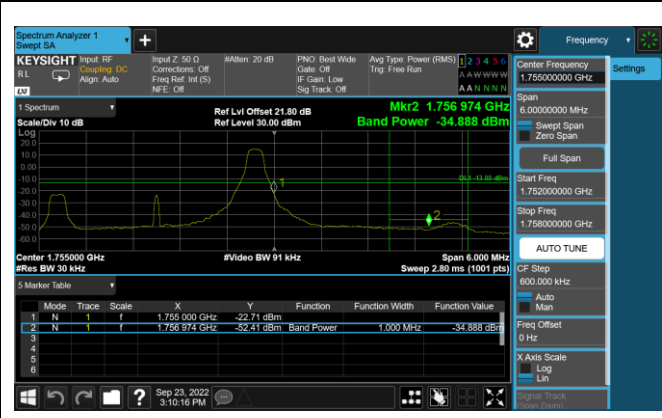 Spectrum Analyzer 1
Swept SA
+
Frequency
KEYSIGHT
RL
LXI
Input: RF
Coupling: DC
Align: Auto
Input Z: 50 Ω
Corrections: Off
Freq Ref: Int (S)
NFE: Off
#Atten: 20 dB
PNO: Best Wide
Gate: Off
IF Gain: Low
Sig Track: Off
Avg Type: Power (RMS)
Trig: Free Run
1 2 3 4 5 6
A A W W W W
A A N N N N
1 Spectrum
Scale/Div 10 dB
Ref Lvl Offset 21.80 dB
Ref Level 30.00 dBm
Mkr2 1.756 974 GHz
Band Power -34.888 dBm
Log
20.0
10.0
0.00
-10.0
-20.0
-30.0
-40.0
-50.0
-60.0
DL1 -13.00 dBm
1
2
Center 1.755000 GHz
#Res BW 30 kHz
#Video BW 91 kHz
Span 6.000 MHz
Sweep 2.80 ms (1001 pts)
5 Marker Table
Mode Trace Scale X Y Function Function Width Function Value
1 N 1 f 1.755 000 GHz -22.71 dBm
2 N 1 f 1.756 974 GHz -52.41 dBm Band Power 1.000 MHz -34.888 dBm
3
4
5
6
Sep 23, 2022
3:10:16 PM
?
Center Frequency
1.755000000 GHz
Settings
Span
6.00000000 MHz
Swept Span
Zero Span
Full Span
Start Freq
1.752000000 GHz
Stop Freq
1.758000000 GHz
AUTO TUNE
CF Step
600.000 kHz
Auto
Man
Freq Offset
0 Hz
X Axis Scale
Log
Lin
Signal Track
(Span Zoom)